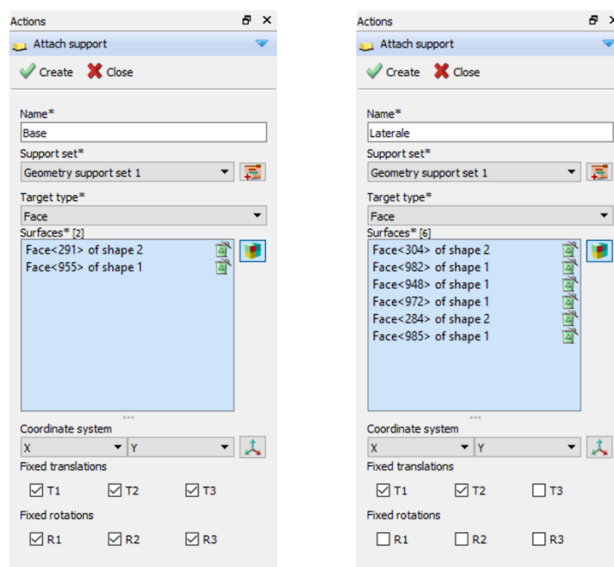 Actions
Attach support
Create Close
Name*
Base
Support set*
Geometry support set 1
Target type*
Face
Surfaces* [2]
Face<291> of shape 2
Face<955> of shape 1
Coordinate system
X Y
Fixed translations
T1 T2 T3
Fixed rotations
R1 R2 R3
Actions
Attach support
Create Close
Name*
Laterale
Support set*
Geometry support set 1
Target type*
Face
Surfaces* [6]
Face<304> of shape 2
Face<982> of shape 1
Face<948> of shape 1
Face<972> of shape 1
Face<284> of shape 2
Face<985> of shape 1
Coordinate system
X Y
Fixed translations
T1 T2 T3
Fixed rotations
R1 R2 R3